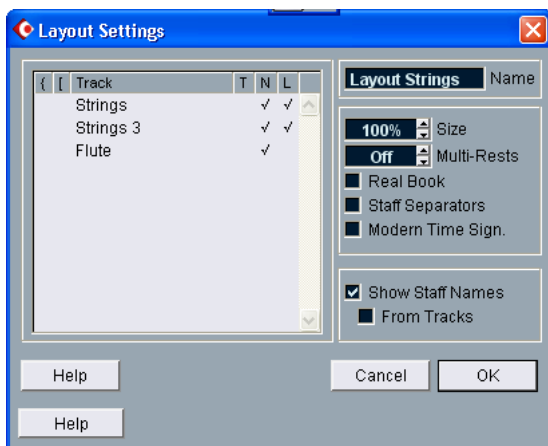 Layout Settings
{ [ Track T N L
Strings √ √
Strings 3 √ √
Flute √
Layout Strings Name
100% Size
Off Multi-Rests
Real Book
Staff Separators
Modern Time Sign.
Show Staff Names
From Tracks
Help Cancel OK
Help